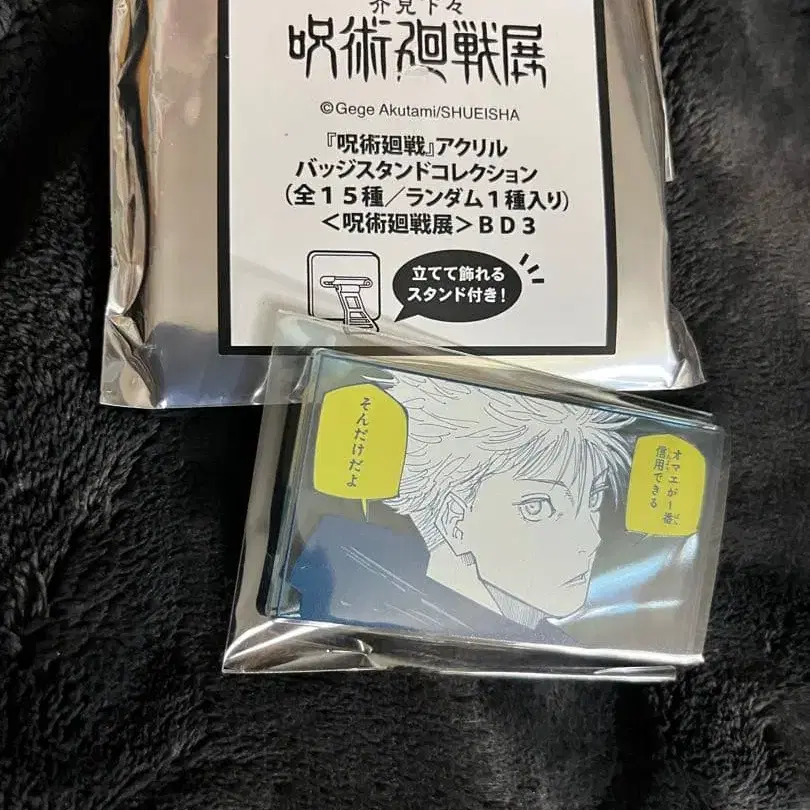 芥見下々
呪術廻戦展
©Gege Akutami/SHUEISHA
『呪術廻戦』アクリル
バッジスタンドコレクション
(全15種/ランダム1種入り)
<呪術廻戦展>BD3
立てて飾れる
スタンド付き!
オマエが1番
信用できる
そんだけだよ